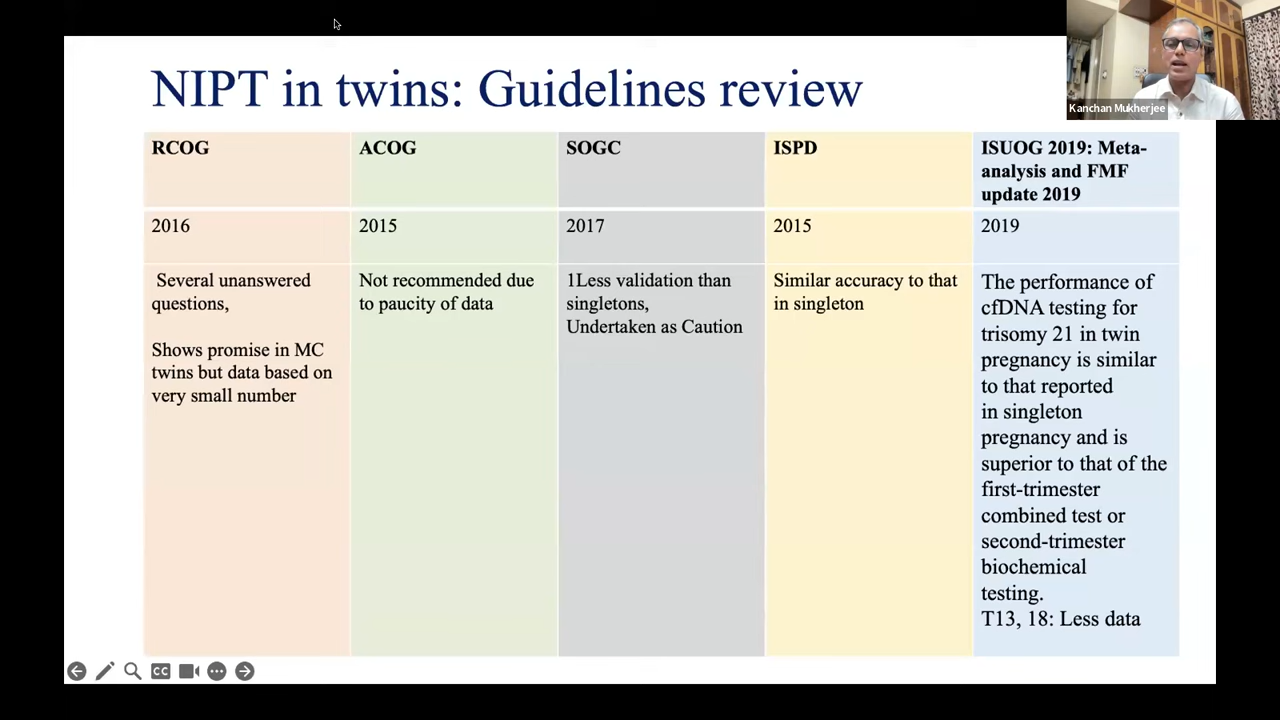 NIPT in twins: Guidelines review
Kanchan Mukherjee
RCOG
ACOG
SOGC
ISPD
ISUOG 2019: Meta-
analysis and FMF
update 2019
2016
2015
2017
2015
2019
Several unanswered
questions,
Shows promise in MC
twins but data based on
very small number
Not recommended due
to paucity of data
1Less validation than
singletons,
Undertaken as Caution
Similar accuracy to that
in singleton
The performance of
cfDNA testing for
trisomy 21 in twin
pregnancy is similar
to that reported
in singleton
pregnancy and is
superior to that of the
first-trimester
combined test or
second-trimester
biochemical
testing.
T13, 18: Less data
CC